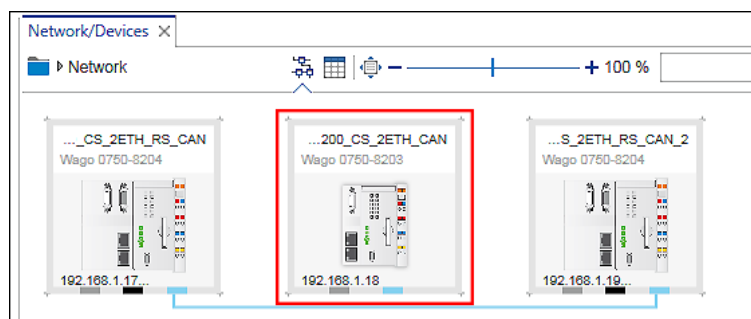 Network/Devices
Network
100 %
..._CS_2ETH_RS_CAN
Wago 0750-8204
192.168.1.17...
...200_CS_2ETH_CAN
Wago 0750-8203
192.168.1.18
...S_2ETH_RS_CAN_2
Wago 0750-8204
192.168.1.19...